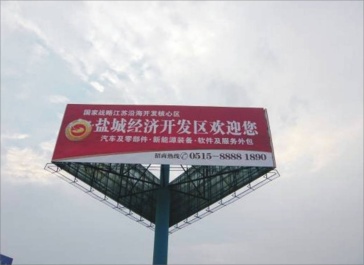 国家战略江苏沿海开发核心区
盐城经济开发区欢迎您
汽车及零部件·新能源装备·软件及服务外包
招商热线 0515-8888 1890